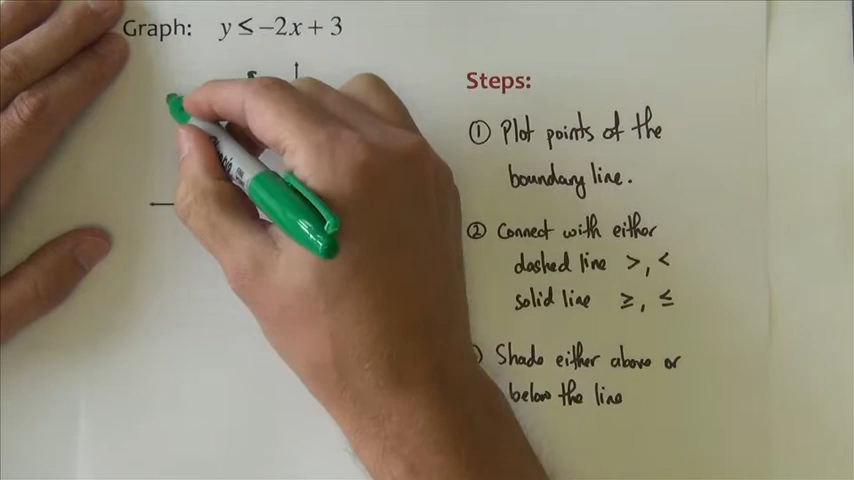 Graph: y ≤ −2x + 3
Steps:
① Plot points of the
boundary line.
② Connect with either
dashed line >, <
solid line ≥, ≤
Shade either above or
below the line